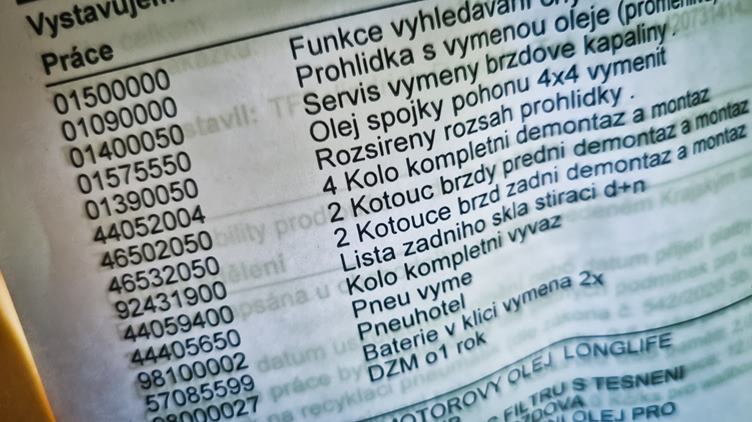 Vystavujem
Práce
01500000 Funkce vyhledavani
01090000 Prohlidka s vymenou oleje
01400050 Servis vymeny brzdove kapaliny .
01575550 Olej spojky pohonu 4x4 vymenit
01390050 Rozsireny rozsah prohlidky .
44052004 4 Kolo kompletni demontaz a montaz
46502050 2 Kotouc brzdy predni demontaz a montaz
46532050 2 Kotouce brzd zadni demontaz a montaz
92431900 Lista zadniho skla stiraci d+n
44059400 Kolo kompletni vyvaz
44405650 Pneu vyme
98100002 Pneuhotel
57085599 Baterie v klici vymena 2x
98000027 DZM o1 rok
MOTOROVY OLEJ LONGLIFE
FILTRU S TESNENI
OLEJ PRO